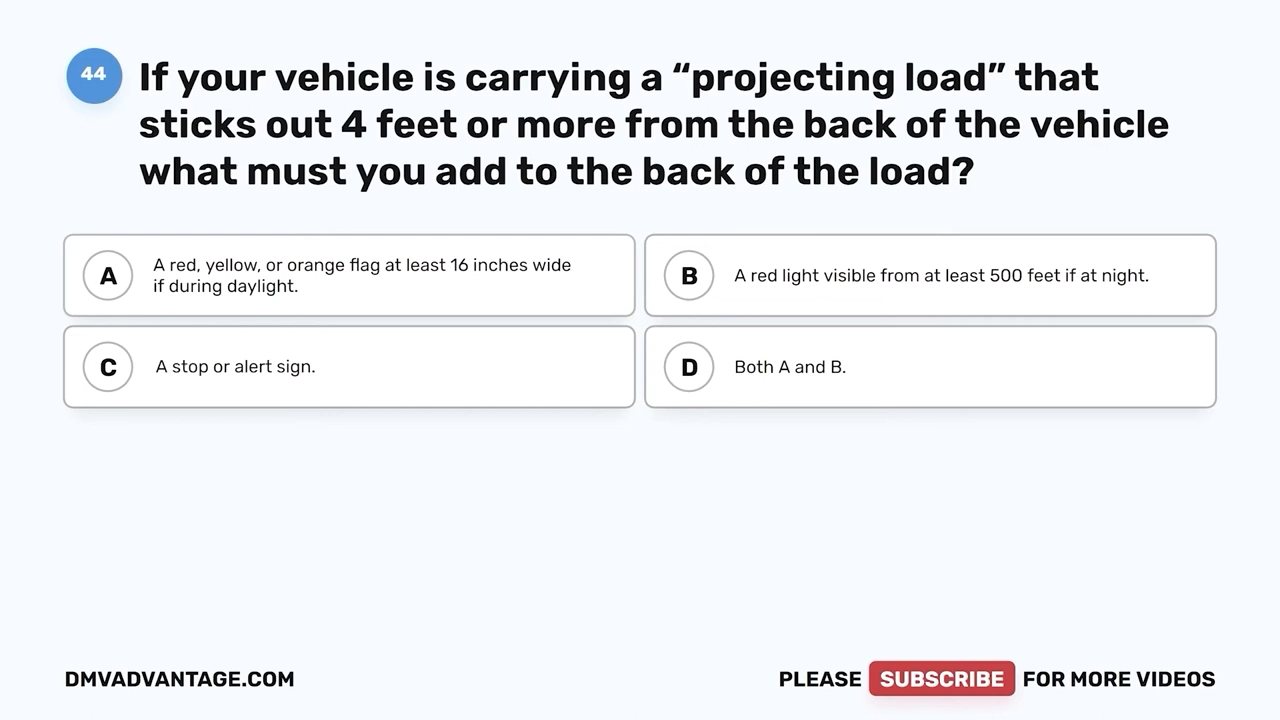 44
If your vehicle is carrying a “projecting load” that
sticks out 4 feet or more from the back of the vehicle
what must you add to the back of the load?
A
A red, yellow, or orange flag at least 16 inches wide
if during daylight.
B
A red light visible from at least 500 feet if at night.
C
A stop or alert sign.
D
Both A and B.
DMVADVANTAGE.COM
PLEASE SUBSCRIBE FOR MORE VIDEOS